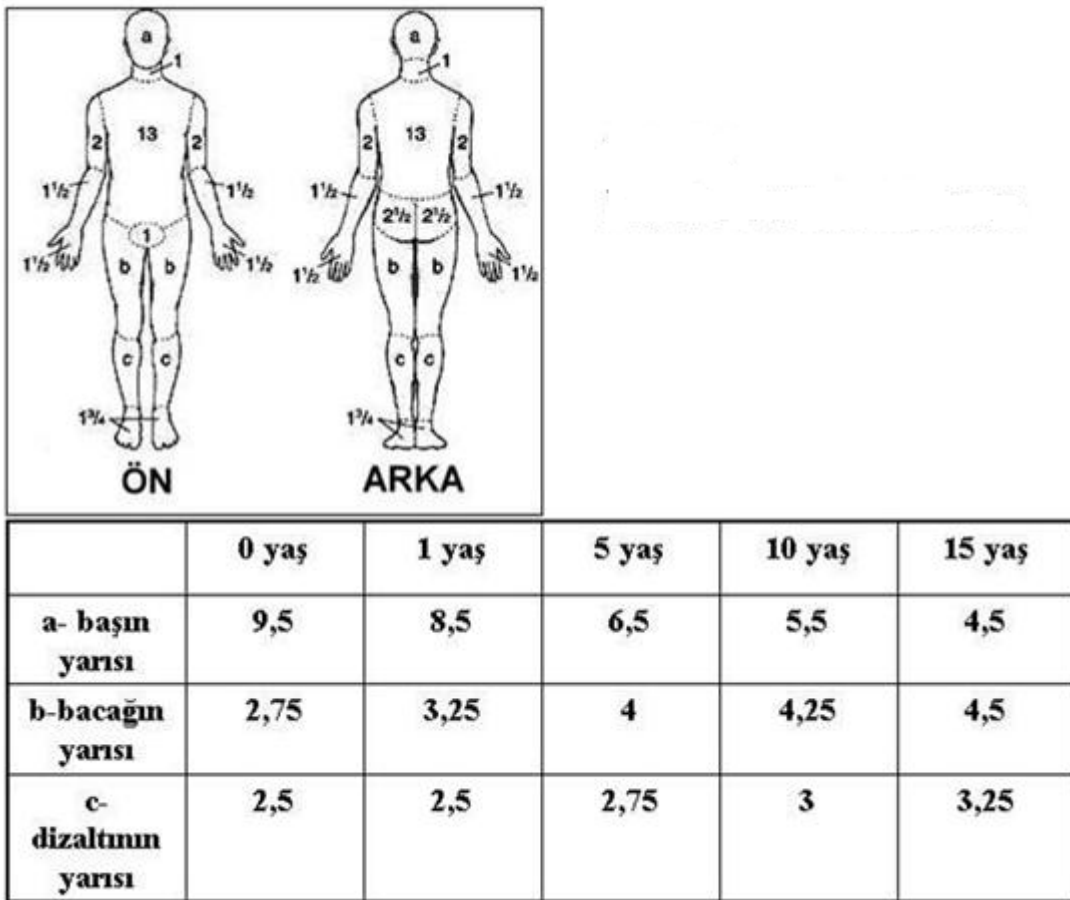 a a
1 1
13 13
2 2 2 2
1½ 1½ 1½ 1½
2½ 2½
1
1½ 1½ 1½ 1½
b b b b
c c c c
1¾ 1¾
ÖN ARKA
0 yaş 1 yaş 5 yaş 10 yaş 15 yaş
a- başın
yarısı 9,5 8,5 6,5 5,5 4,5
b-bacağın
yarısı 2,75 3,25 4 4,25 4,5
c-
dizaltının
yarısı 2,5 2,5 2,75 3 3,25